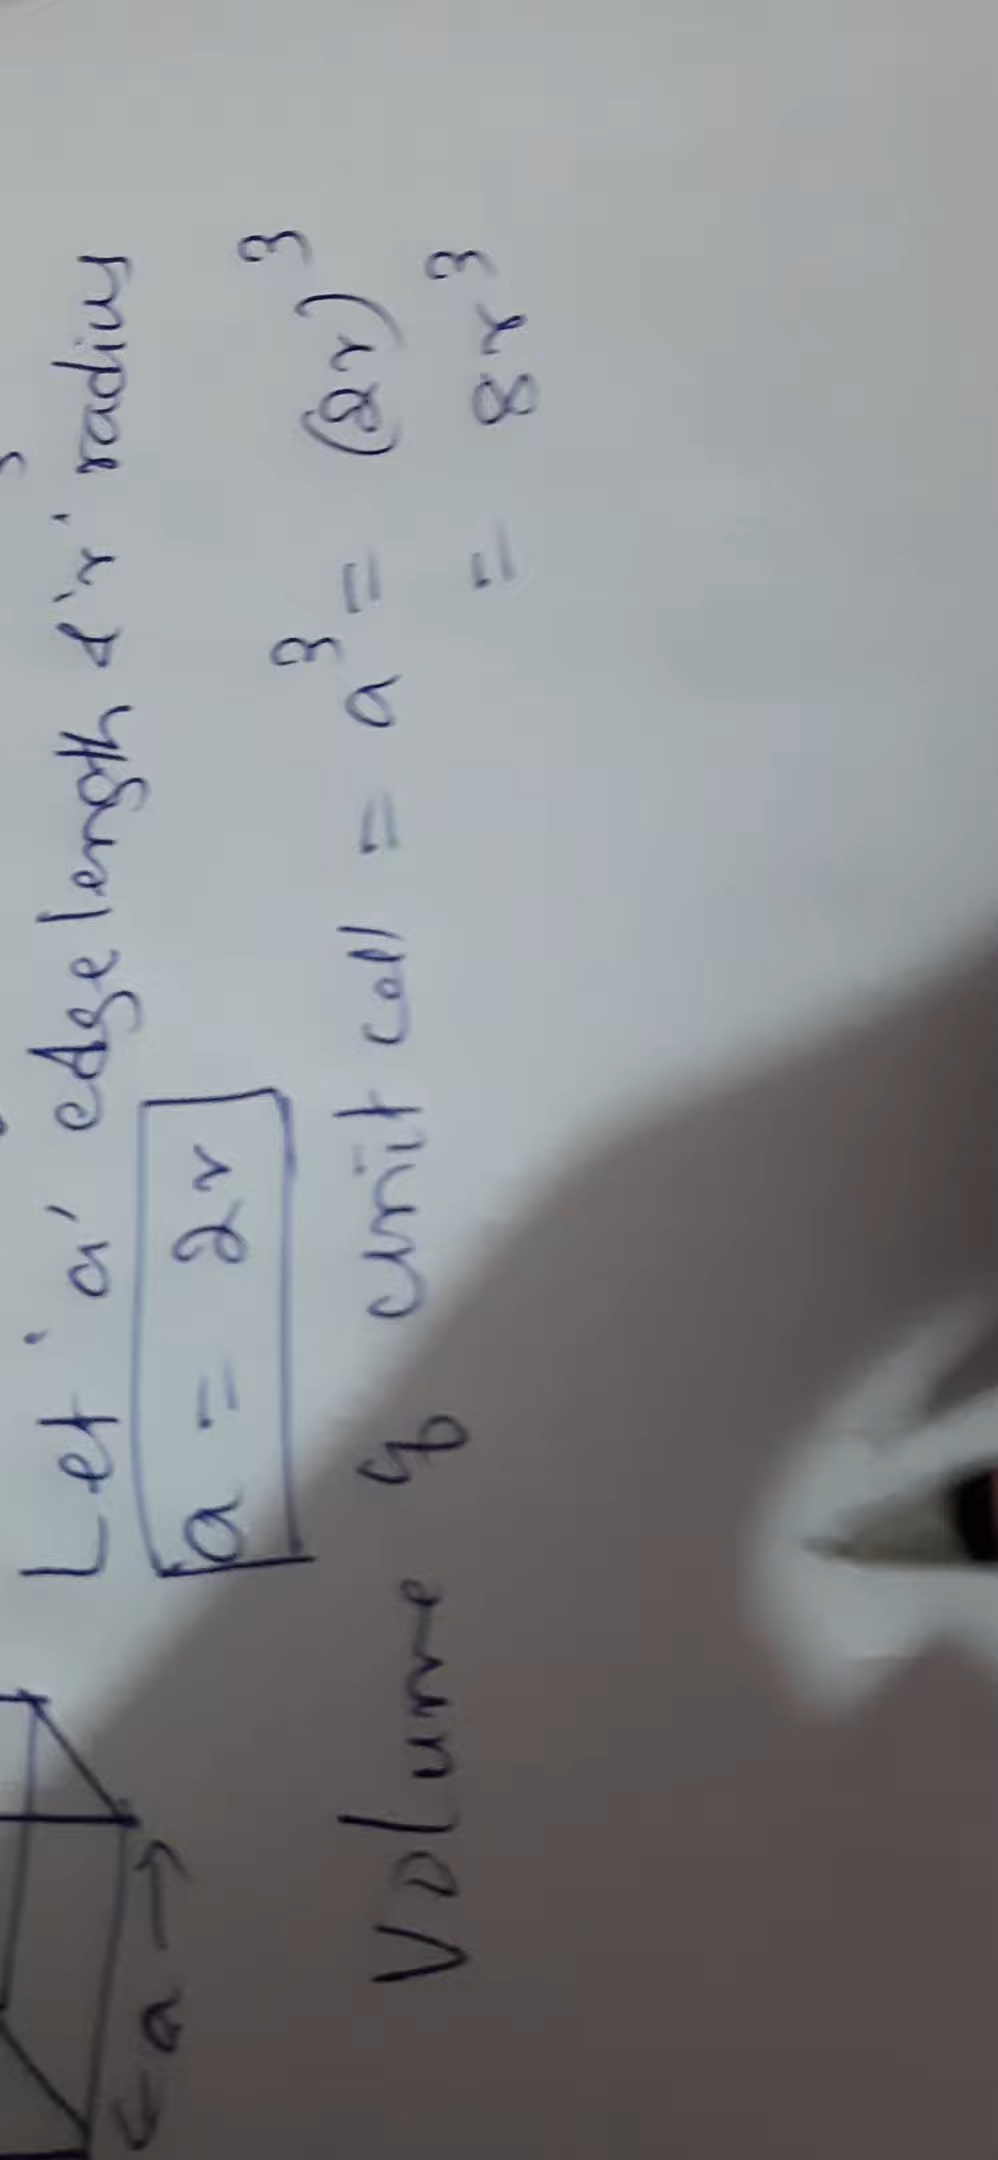 Let 'a' edge length & 'r' radius
a = 2r
Volume of unit cell = a³ = (2r)³
= 8r³
← a →